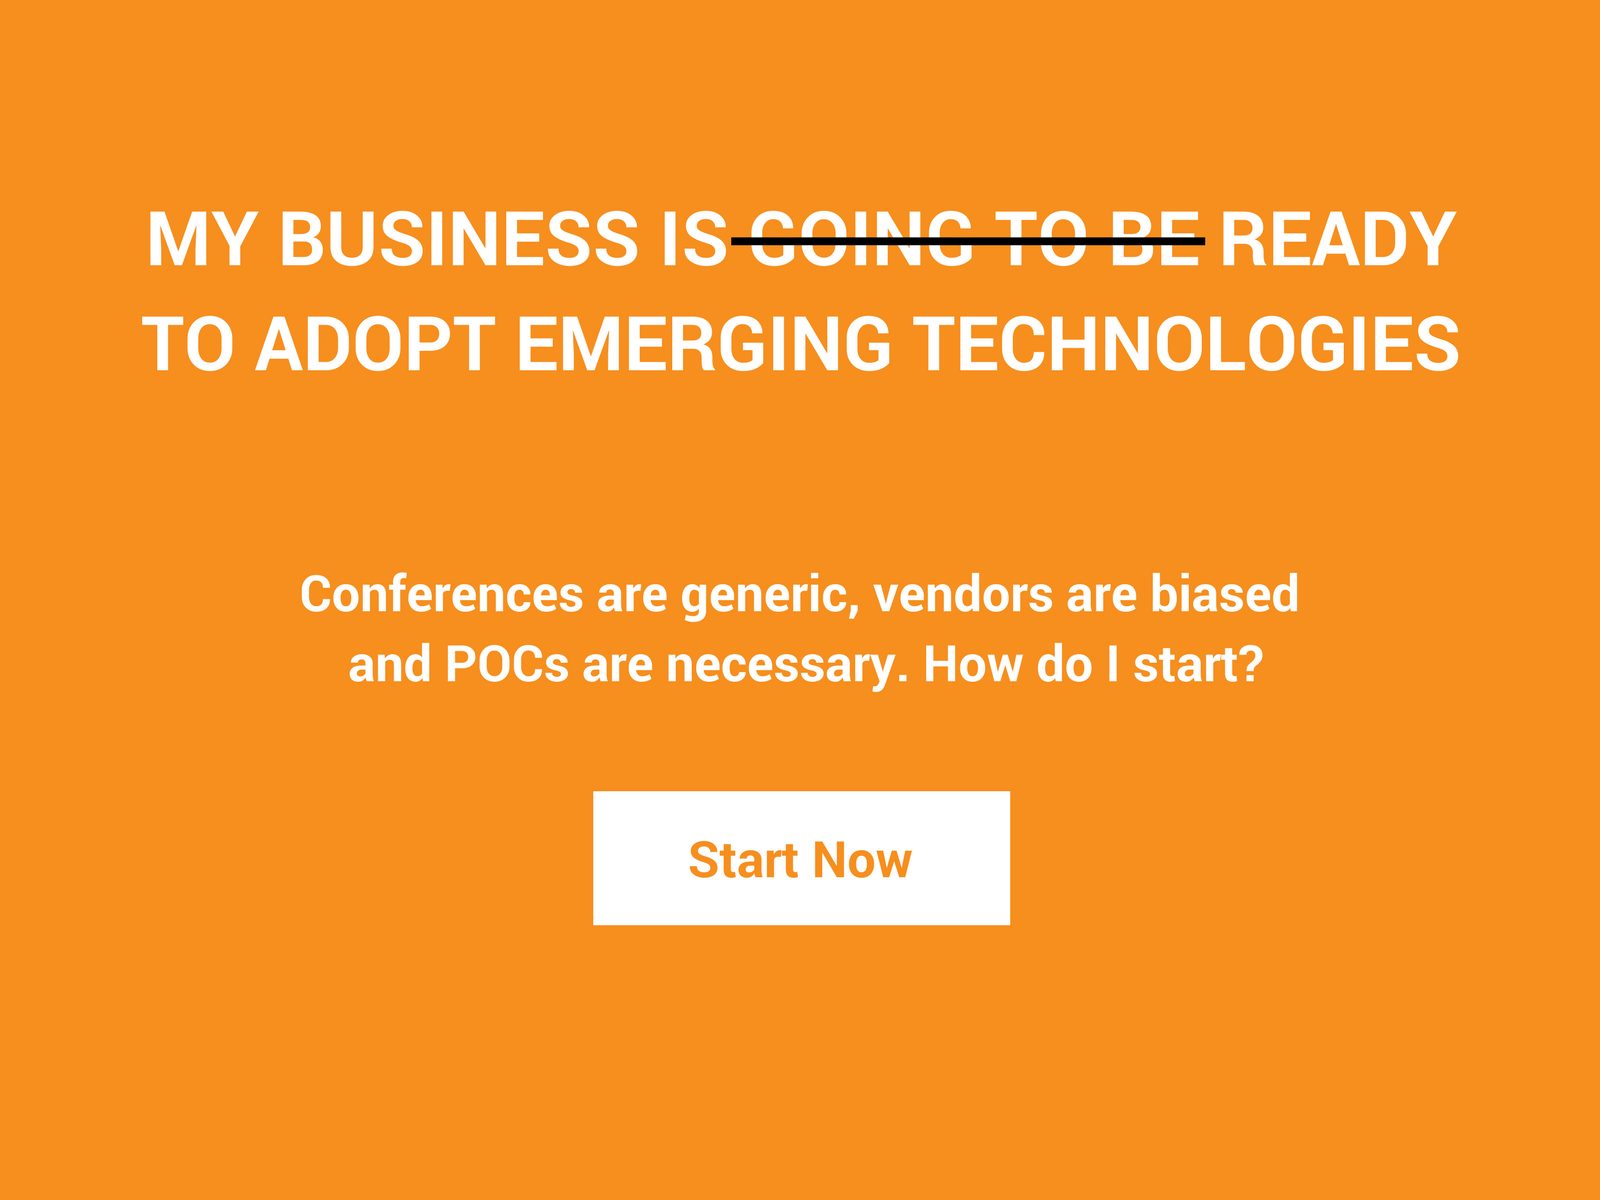 MY BUSINESS IS GOING TO BE READY
TO ADOPT EMERGING TECHNOLOGIES
Conferences are generic, vendors are biased
and POCs are necessary. How do I start?
Start Now